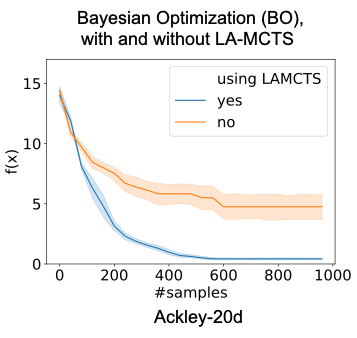 Bayesian Optimization (BO),
with and without LA-MCTS
using LAMCTS
yes
no
f(x)
15
10
5
0
0 200 400 600 800 1000
#samples
Ackley-20d